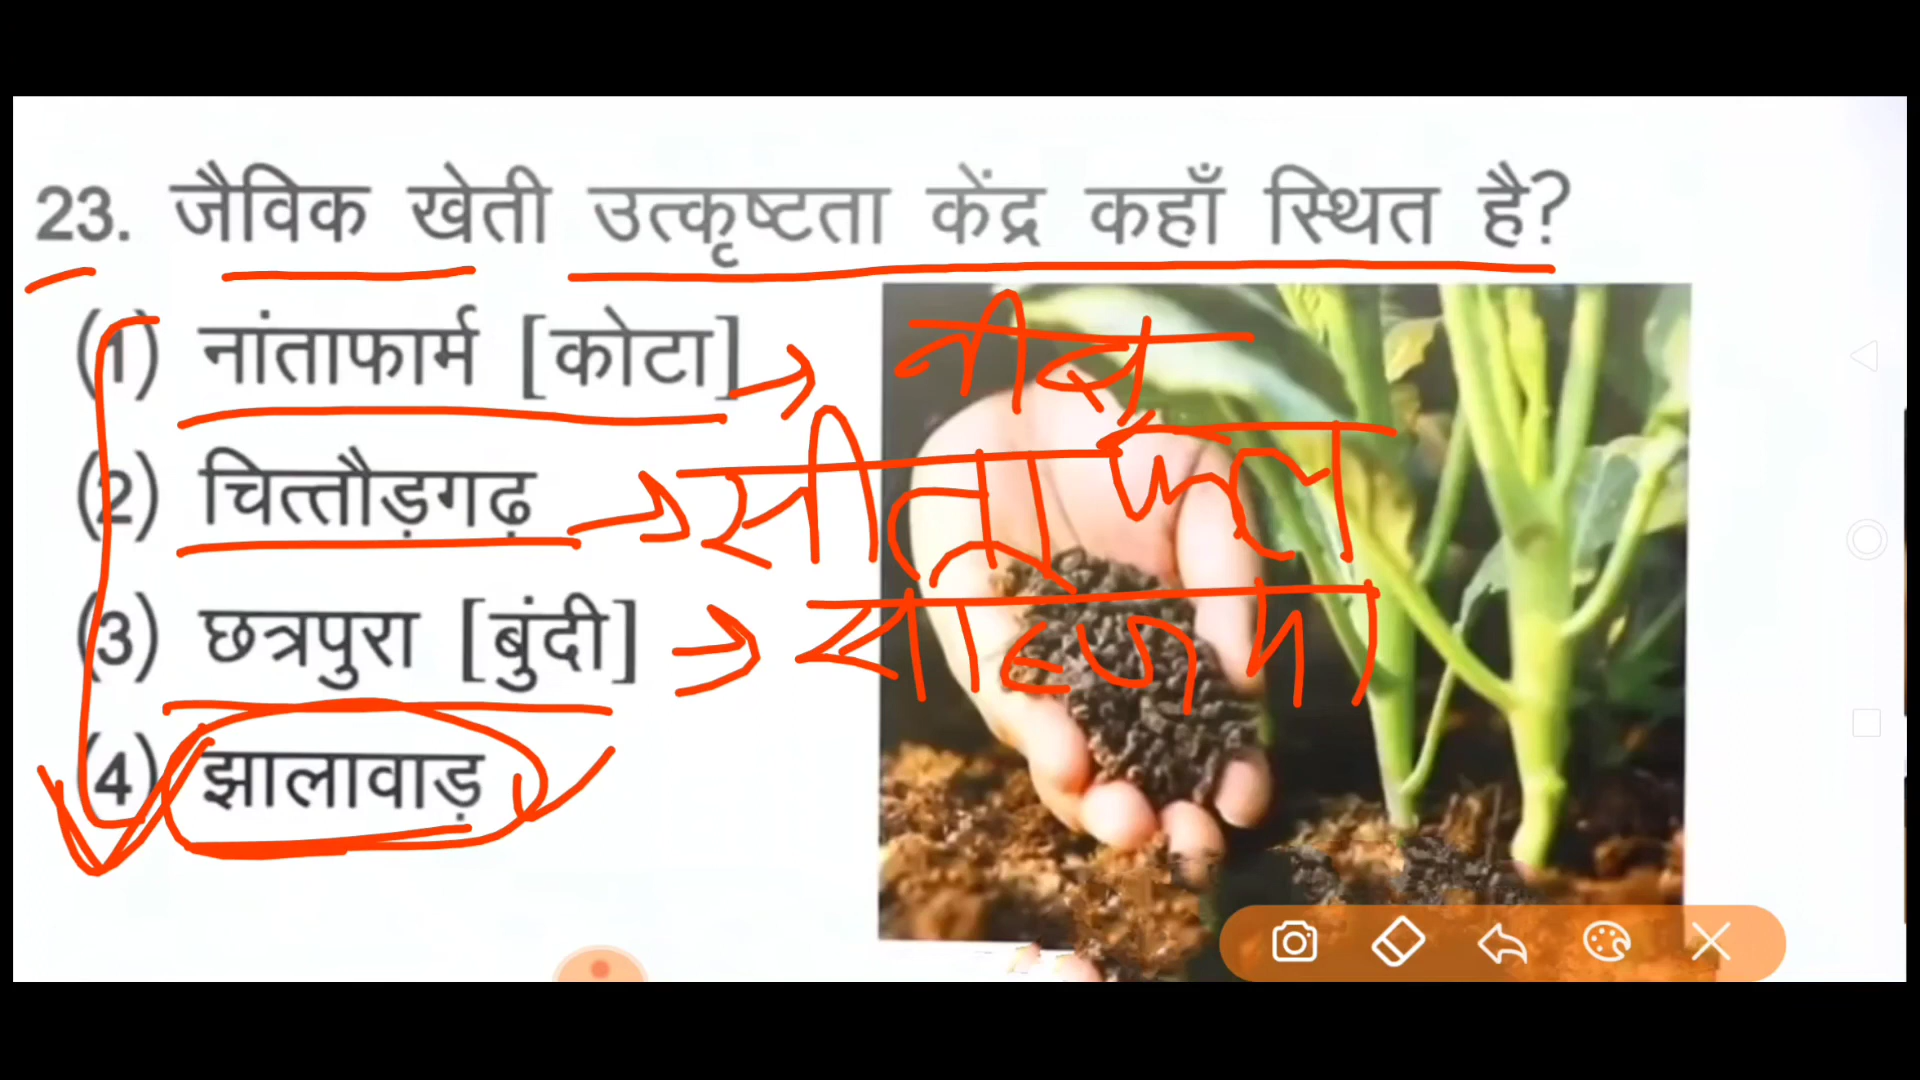 23. जैविक खेती उत्कृष्टता केंद्र कहाँ स्थित है?
(1) नांताफार्म [कोटा] → नींबू
(2) चित्तौड़गढ़ → सीताफल
(3) छत्रपुरा [बुंदी] →
(4) झालावाड़